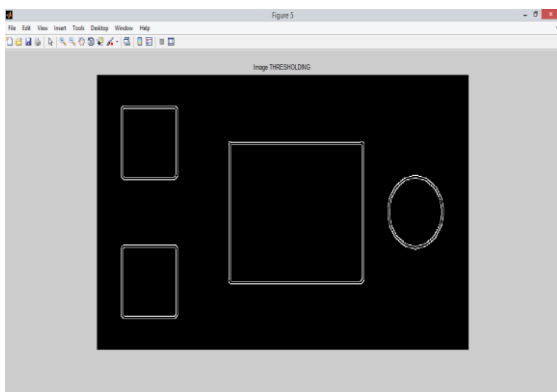 Figure 5
File Edit View Insert Tools Desktop Window Help
Image THRESHOLDING